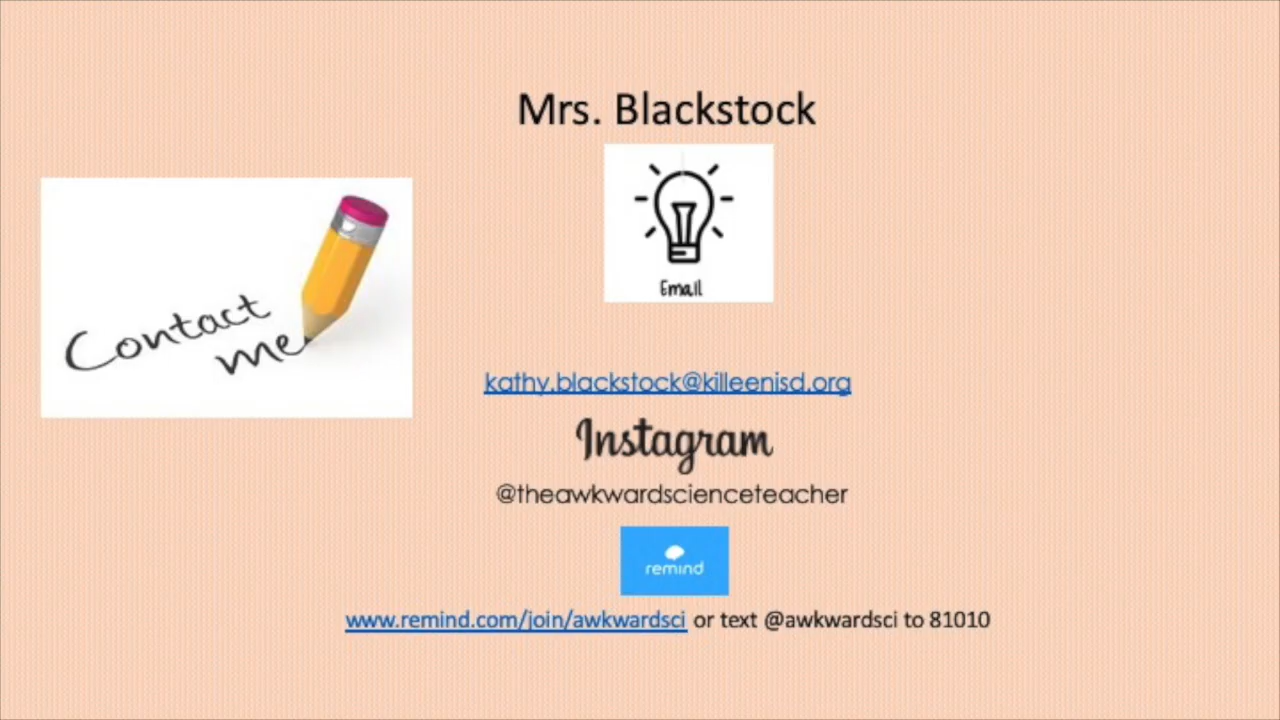 Mrs. Blackstock
Email
Contact
me
kathy.blackstock@killeenisd.org
Instagram
@theawkwardscienceteacher
remind
www.remind.com/join/awkwardsci or text @awkwardsci to 81010